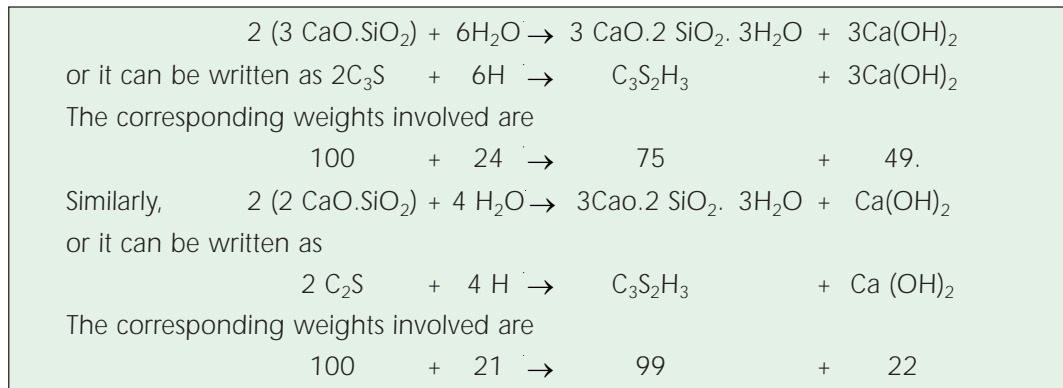 2 (3 CaO.SiO₂) + 6H₂O → 3 CaO.2 SiO₂. 3H₂O + 3Ca(OH)₂
or it can be written as 2C₃S + 6H → C₃S₂H₃ + 3Ca(OH)₂
The corresponding weights involved are
100 + 24 → 75 + 49.
Similarly, 2 (2 CaO.SiO₂) + 4 H₂O → 3Cao.2 SiO₂. 3H₂O + Ca(OH)₂
or it can be written as
2 C₂S + 4 H → C₃S₂H₃ + Ca (OH)₂
The corresponding weights involved are
100 + 21 → 99 + 22